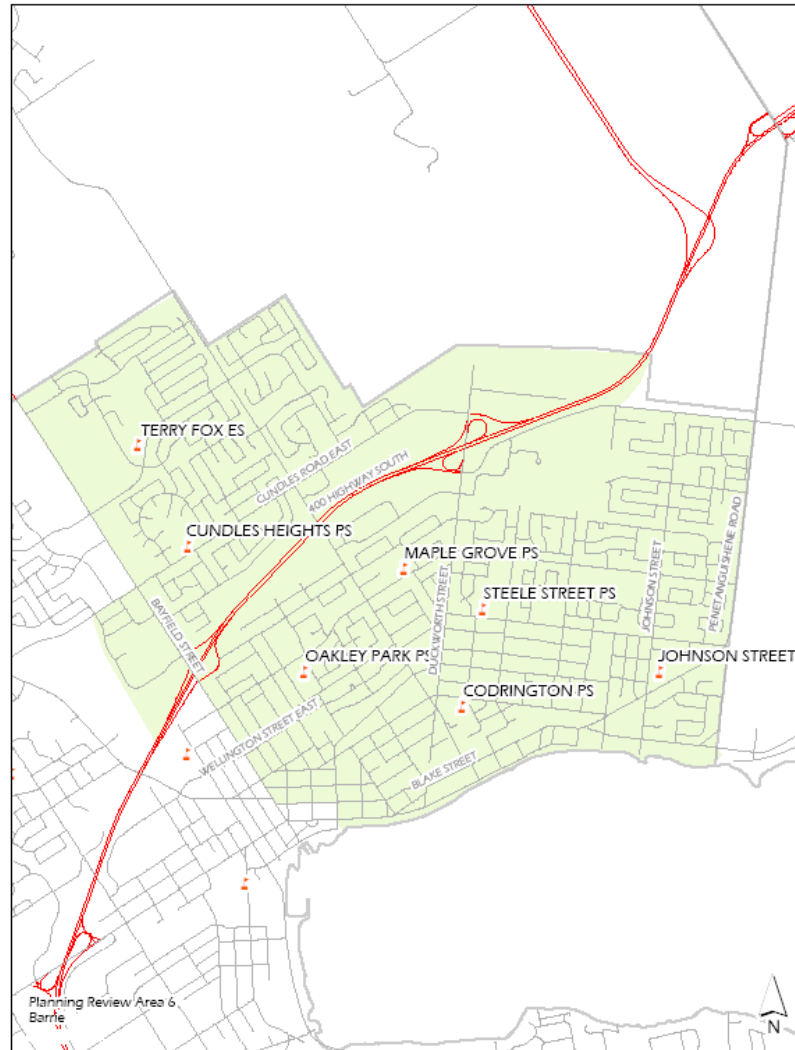 TERRY FOX ES
CUNDLES ROAD EAST
400 HIGHWAY SOUTH
CUNDLES HEIGHTS PS
MAPLE GROVE PS
STEELE STREET PS
DUCKWORTH STREET
JOHNSON STREET
PENETANGUISHENE ROAD
BAYFIELD STREET
OAKLEY PARK PS
JOHNSON STREET
CODRINGTON PS
WELLINGTON STREET EAST
BLAKE STREET
Planning Review Area 6
Barrie
N